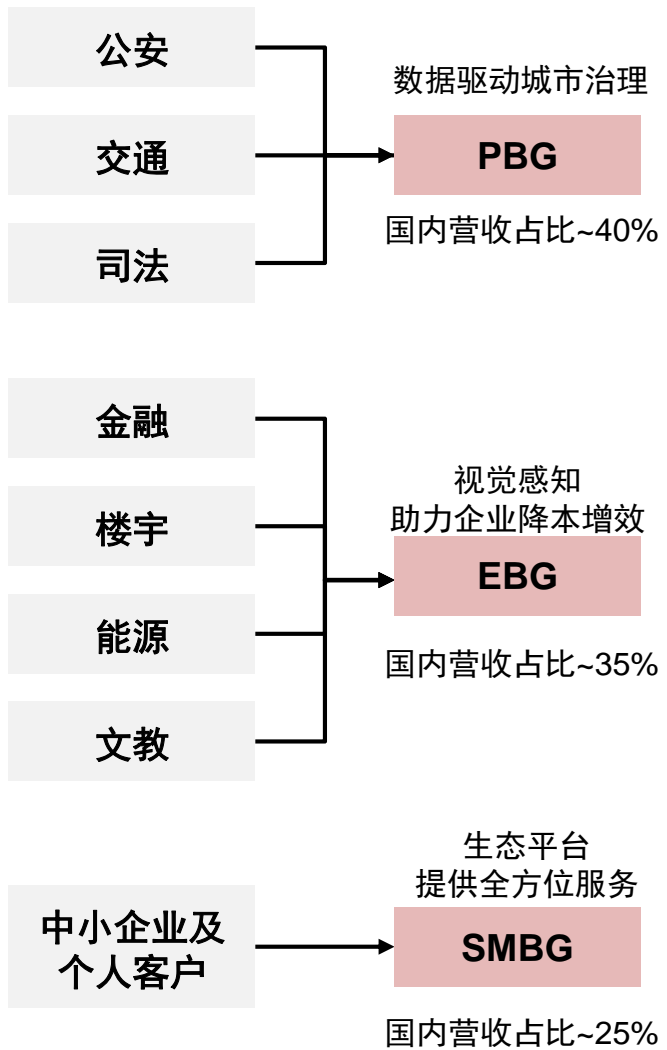 公安
交通
司法
数据驱动城市治理
PBG
国内营收占比~40%
金融
楼宇
能源
文教
视觉感知
助力企业降本增效
EBG
国内营收占比~35%
中小企业及
个人客户
生态平台
提供全方位服务
SMBG
国内营收占比~25%